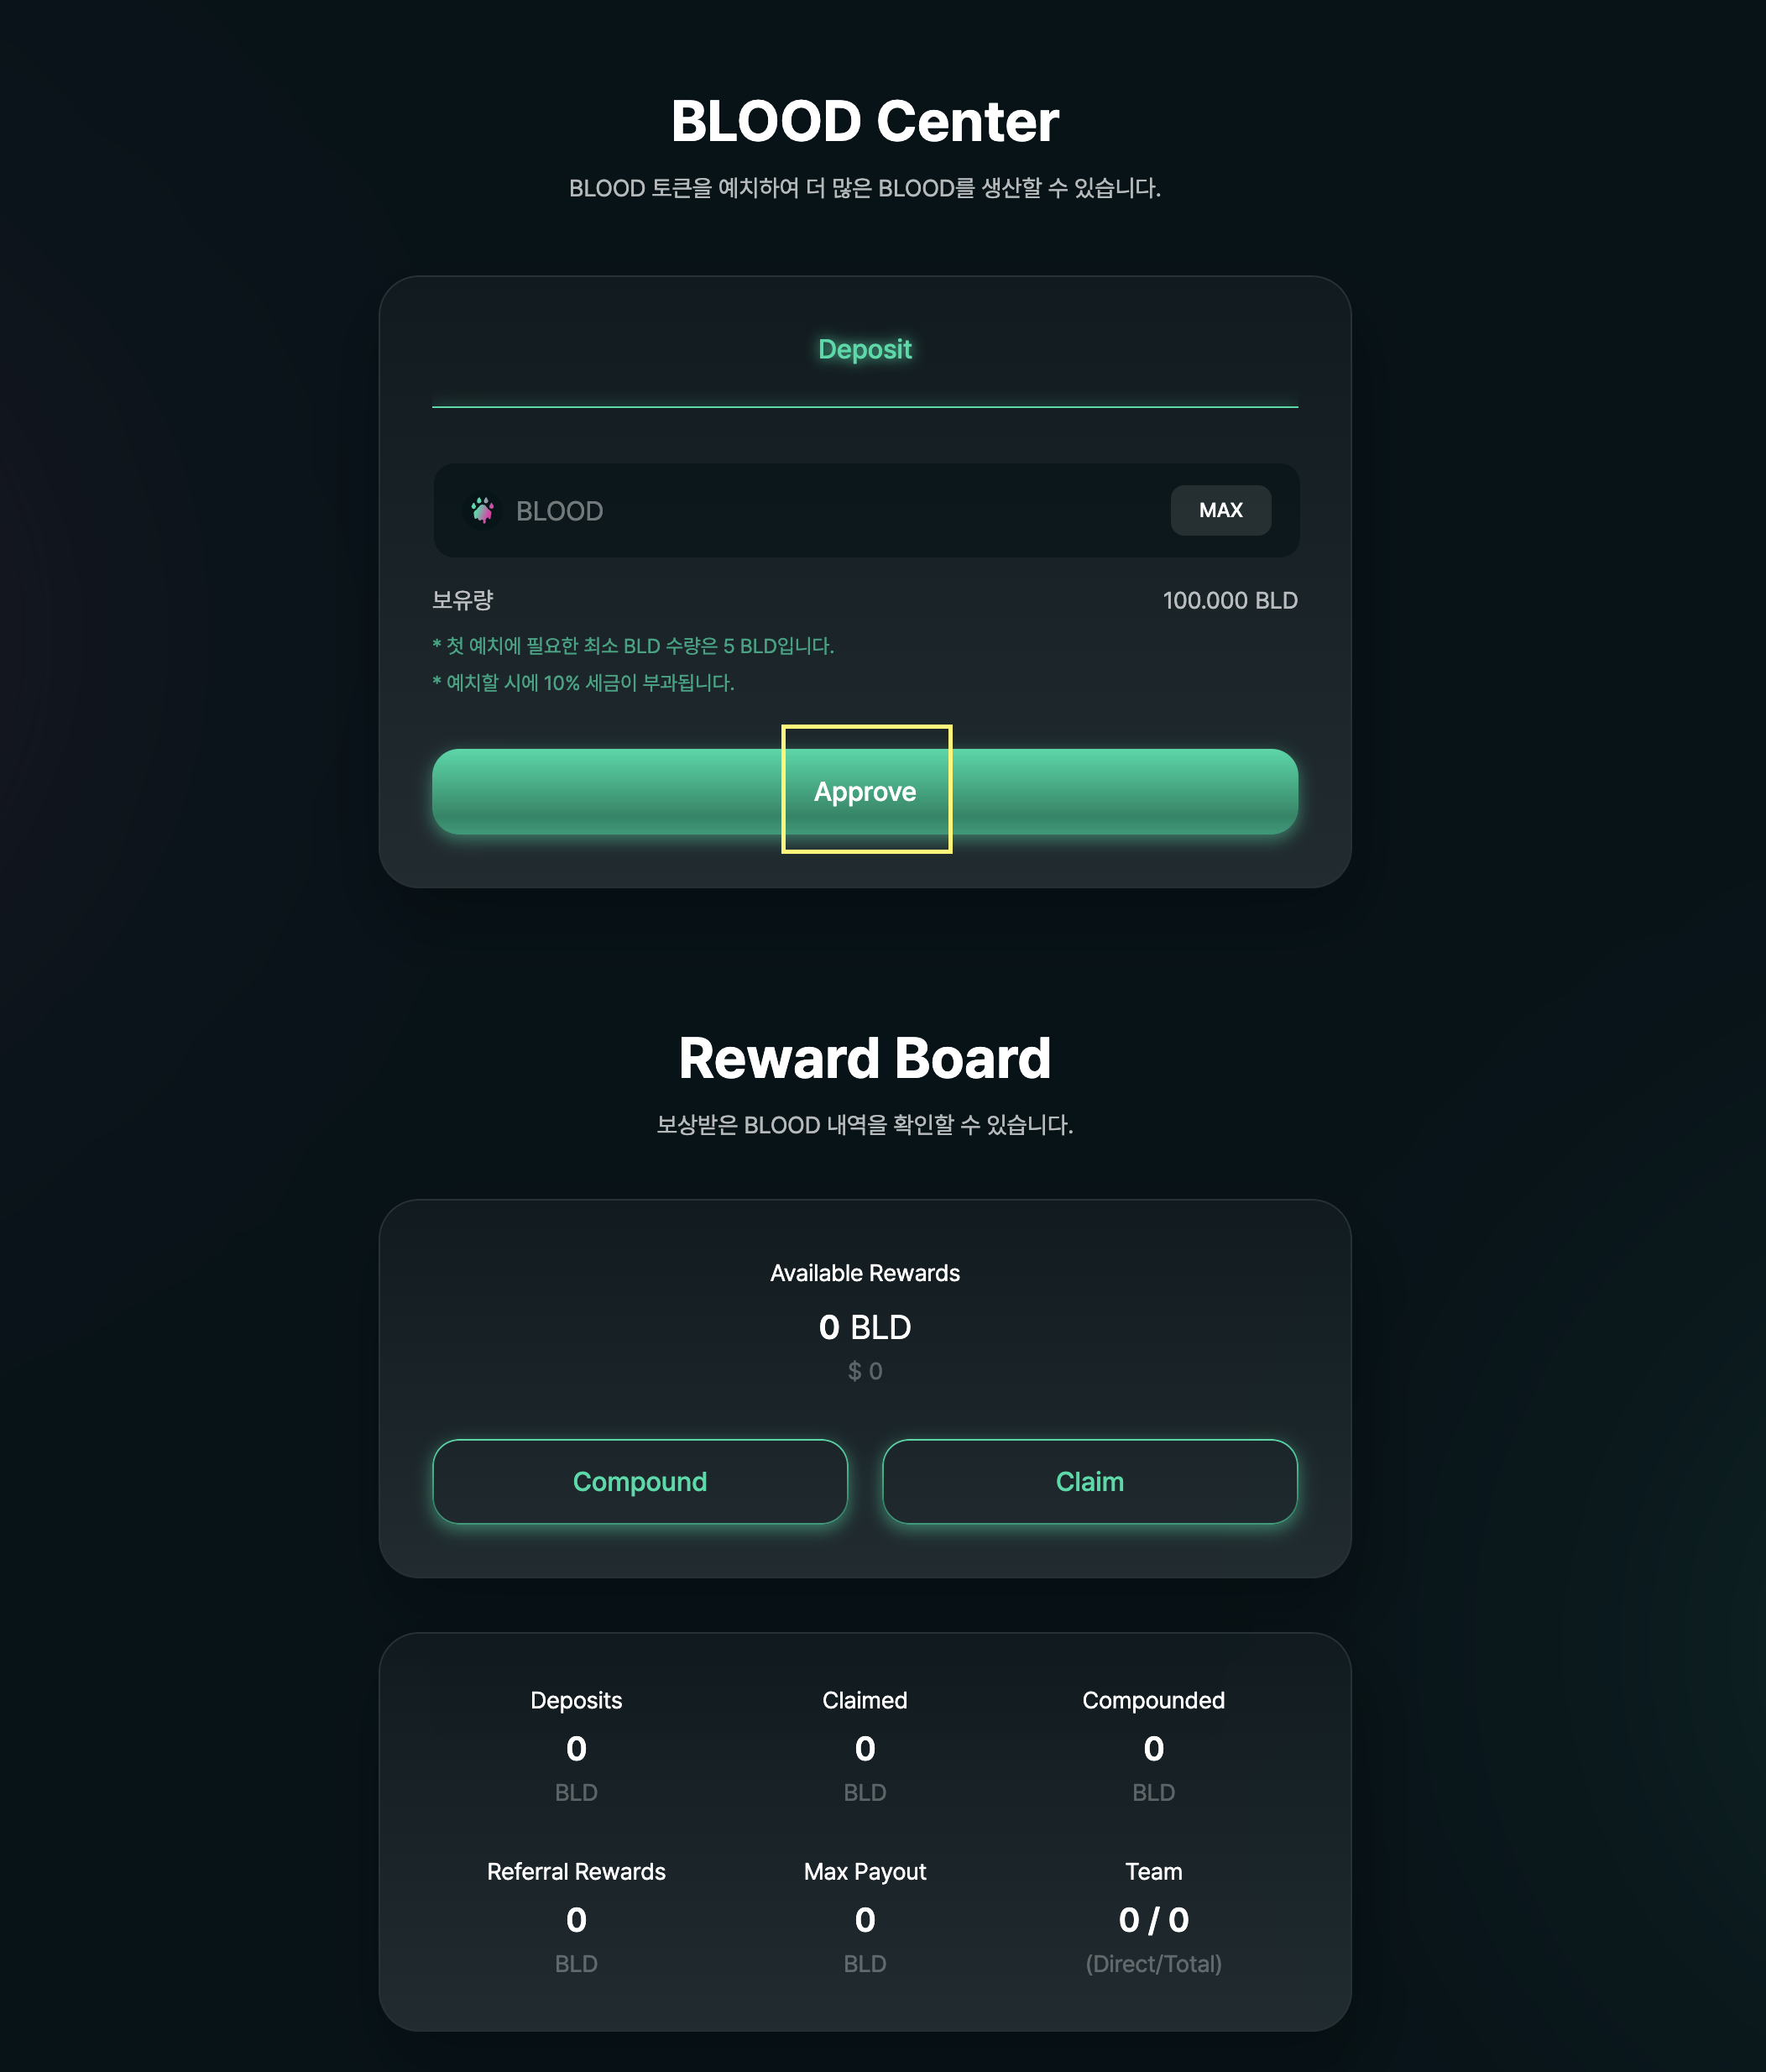 BLOOD Center
BLOOD 토큰을 예치하여 더 많은 BLOOD를 생산할 수 있습니다.
Deposit
BLOOD
MAX
보유량 100.000 BLD
* 첫 예치에 필요한 최소 BLD 수량은 5 BLD입니다.
* 예치할 시에 10% 세금이 부과됩니다.
Approve
Reward Board
보상받은 BLOOD 내역을 확인할 수 있습니다.
Available Rewards
0 BLD
$ 0
Compound Claim
Deposits Claimed Compounded
0 0 0
BLD BLD BLD
Referral Rewards Max Payout Team
0 0 0 / 0
BLD BLD (Direct/Total)